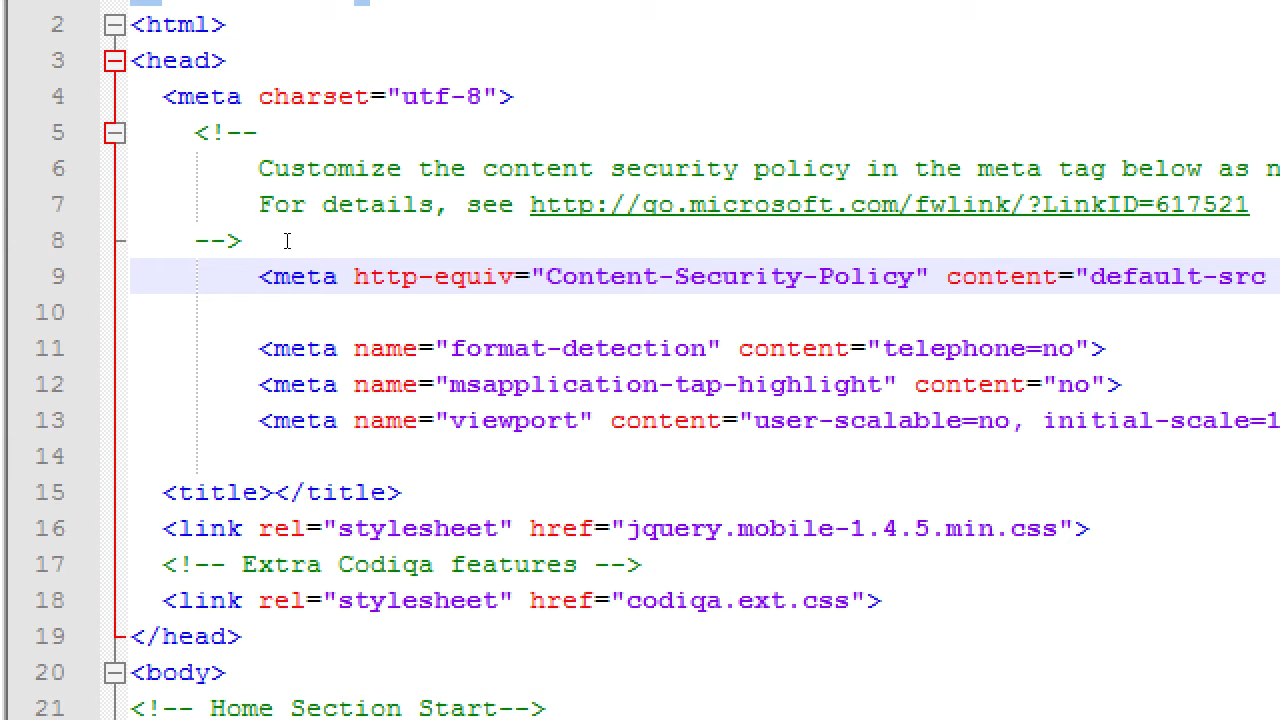 2 <html>
3 <head>
4 <meta charset="utf-8">
5 <!--
6 Customize the content security policy in the meta tag below as
7 For details, see http://go.microsoft.com/fwlink/?LinkID=617521
8 -->
9 <meta http-equiv="Content-Security-Policy" content="default-src
10
11 <meta name="format-detection" content="telephone=no">
12 <meta name="msapplication-tap-highlight" content="no">
13 <meta name="viewport" content="user-scalable=no, initial-scale=1
14
15 <title></title>
16 <link rel="stylesheet" href="jquery.mobile-1.4.5.min.css">
17 <!-- Extra Codiqa features -->
18 <link rel="stylesheet" href="codiqa.ext.css">
19 </head>
20 <body>
21 <!-- Home Section Start-->